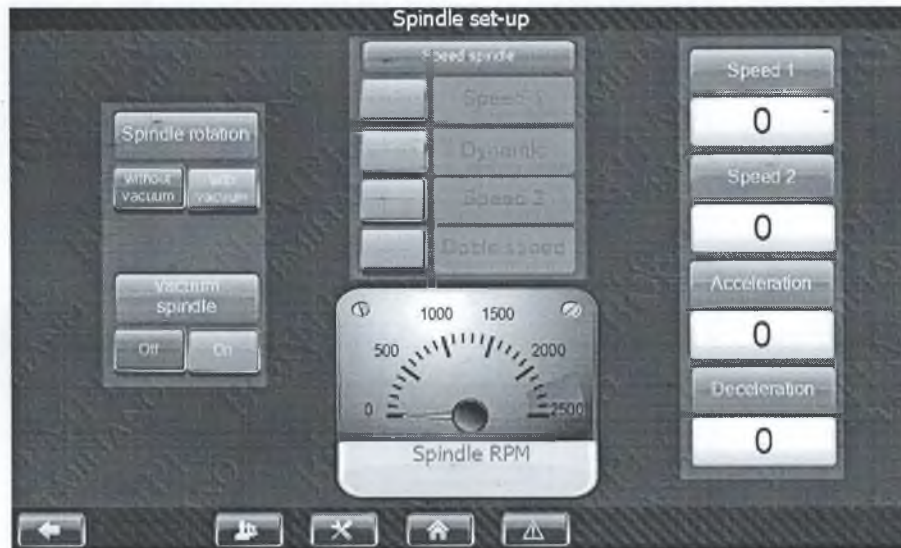 Spindle set-up
Spindle rotation
Without
vacuum
With
vacuum
Vacuum
spindle
Off
On
Speed spindle
Speed 1
Dynamic
Speed 2
0
500
1000
1500
2000
2500
Spindle RPM
Speed 1
0
Speed 2
0
Acceleration
0
Deceleration
0